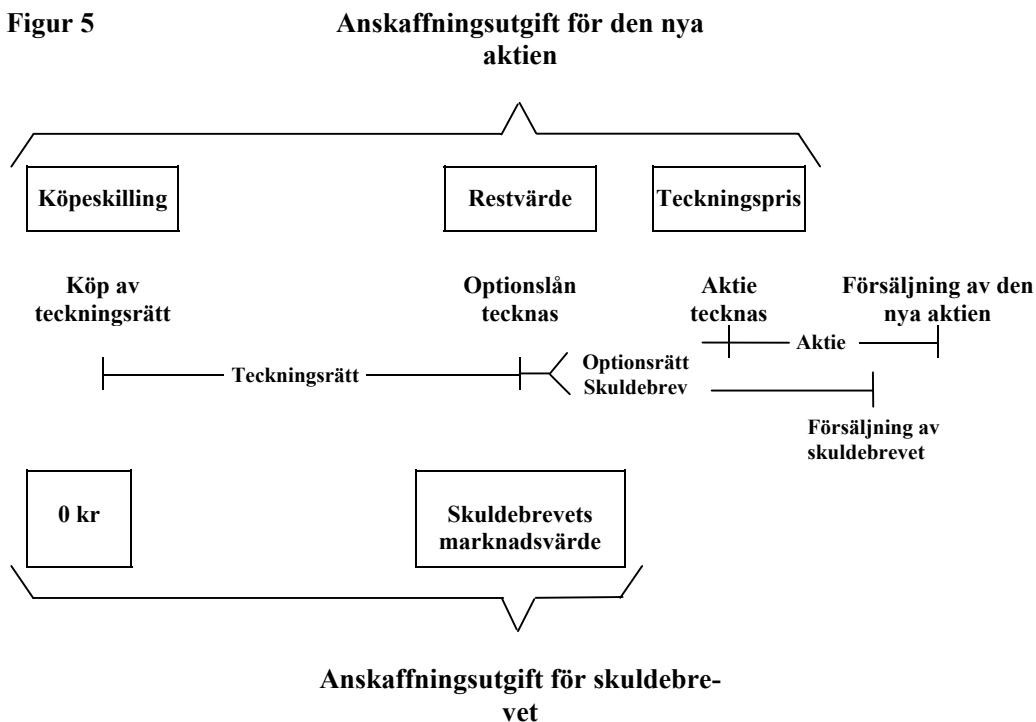 Figur 5
Anskaffningsutgift för den nya
aktien
Köpeskilling
Restvärde
Teckningspris
Köp av
teckningsrätt
Optionslån
tecknas
Aktie
tecknas
Försäljning av den
nya aktien
Teckningsrätt
Optionsrätt
Skuldebrev
Aktie
Försäljning av
skuldebrevet
0 kr
Skuldebrevets
marknadsvärde
Anskaffningsutgift för skuldebre-
vet